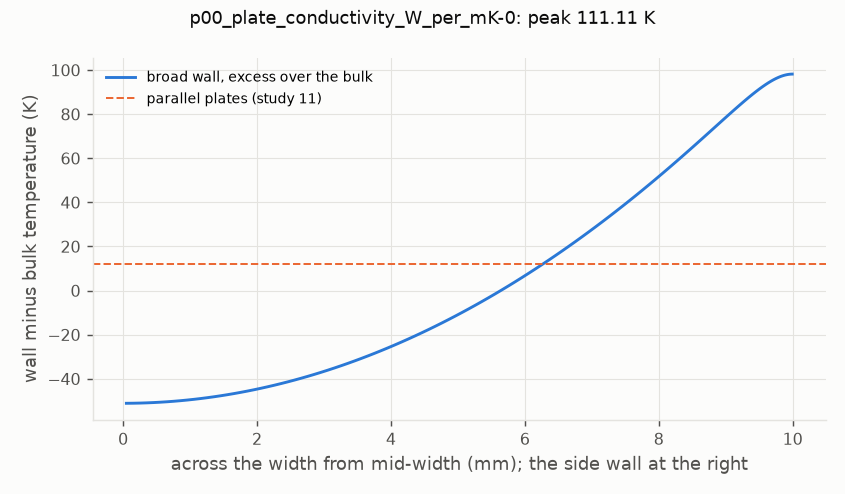 p00_plate_conductivity_W_per_mK-0: peak 111.11 K
wall minus bulk temperature (K)
100
80
60
40
20
0
−20
−40
broad wall, excess over the bulk
parallel plates (study 11)
0 2 4 6 8 10
across the width from mid-width (mm); the side wall at the right